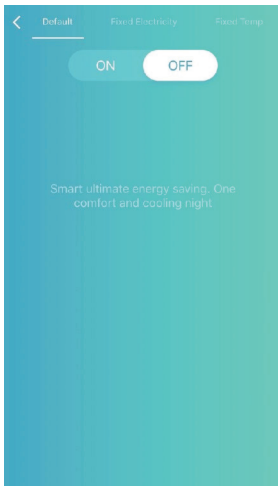 Default Fixed Electricity Fixed Temp
ON OFF
Smart ultimate energy saving. One
comfort and cooling night